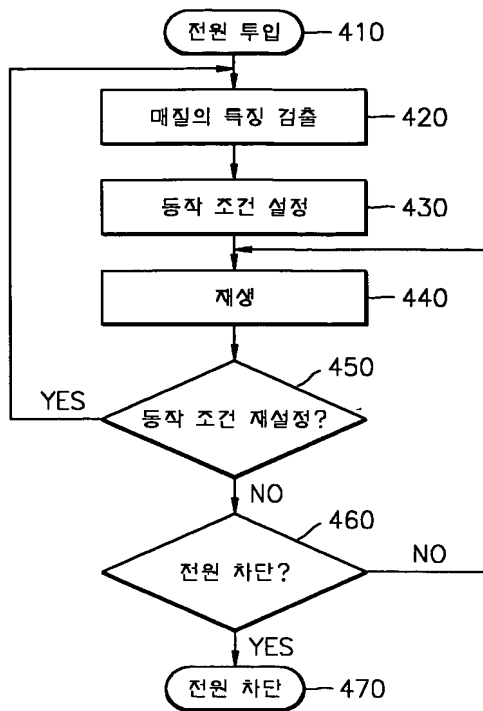 전원 투입 410
매질의 특징 검출 420
동작 조건 설정 430
재생 440
450
YES
동작 조건 재설정?
NO
460
전원 차단?
NO
YES
전원 차단 470